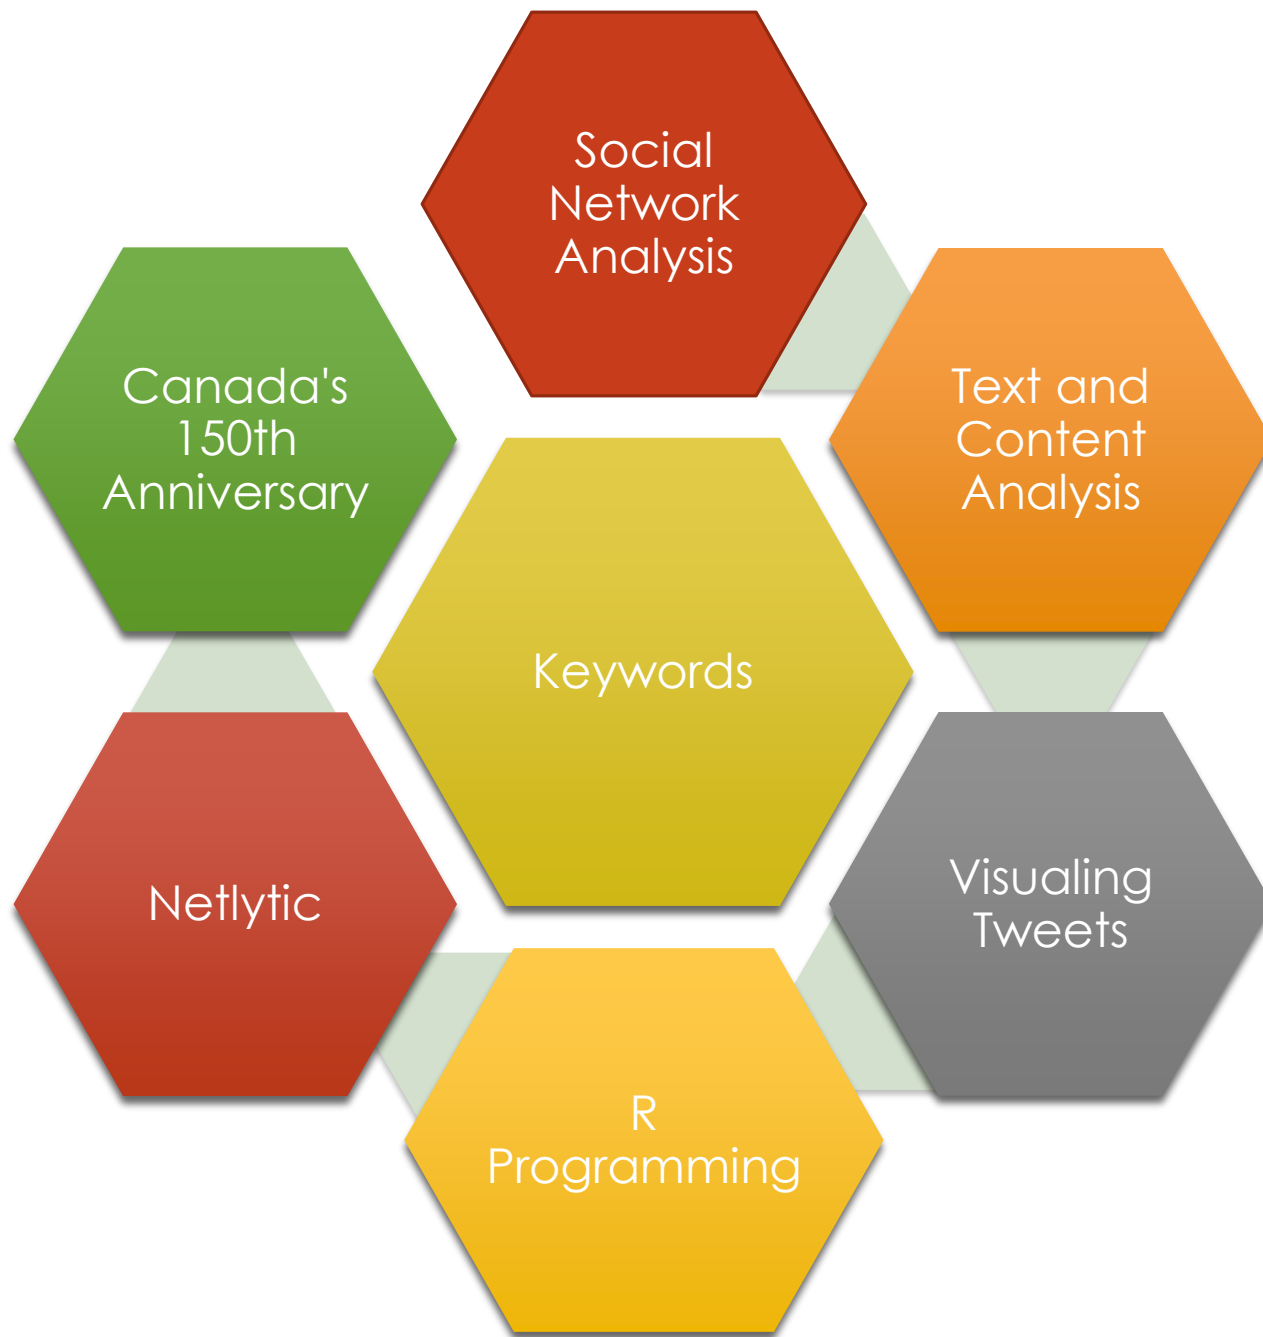 Social
Network
Analysis
Canada's
150th
Anniversary
Text and
Content
Analysis
Keywords
Netlytic
Visualing
Tweets
R
Programming